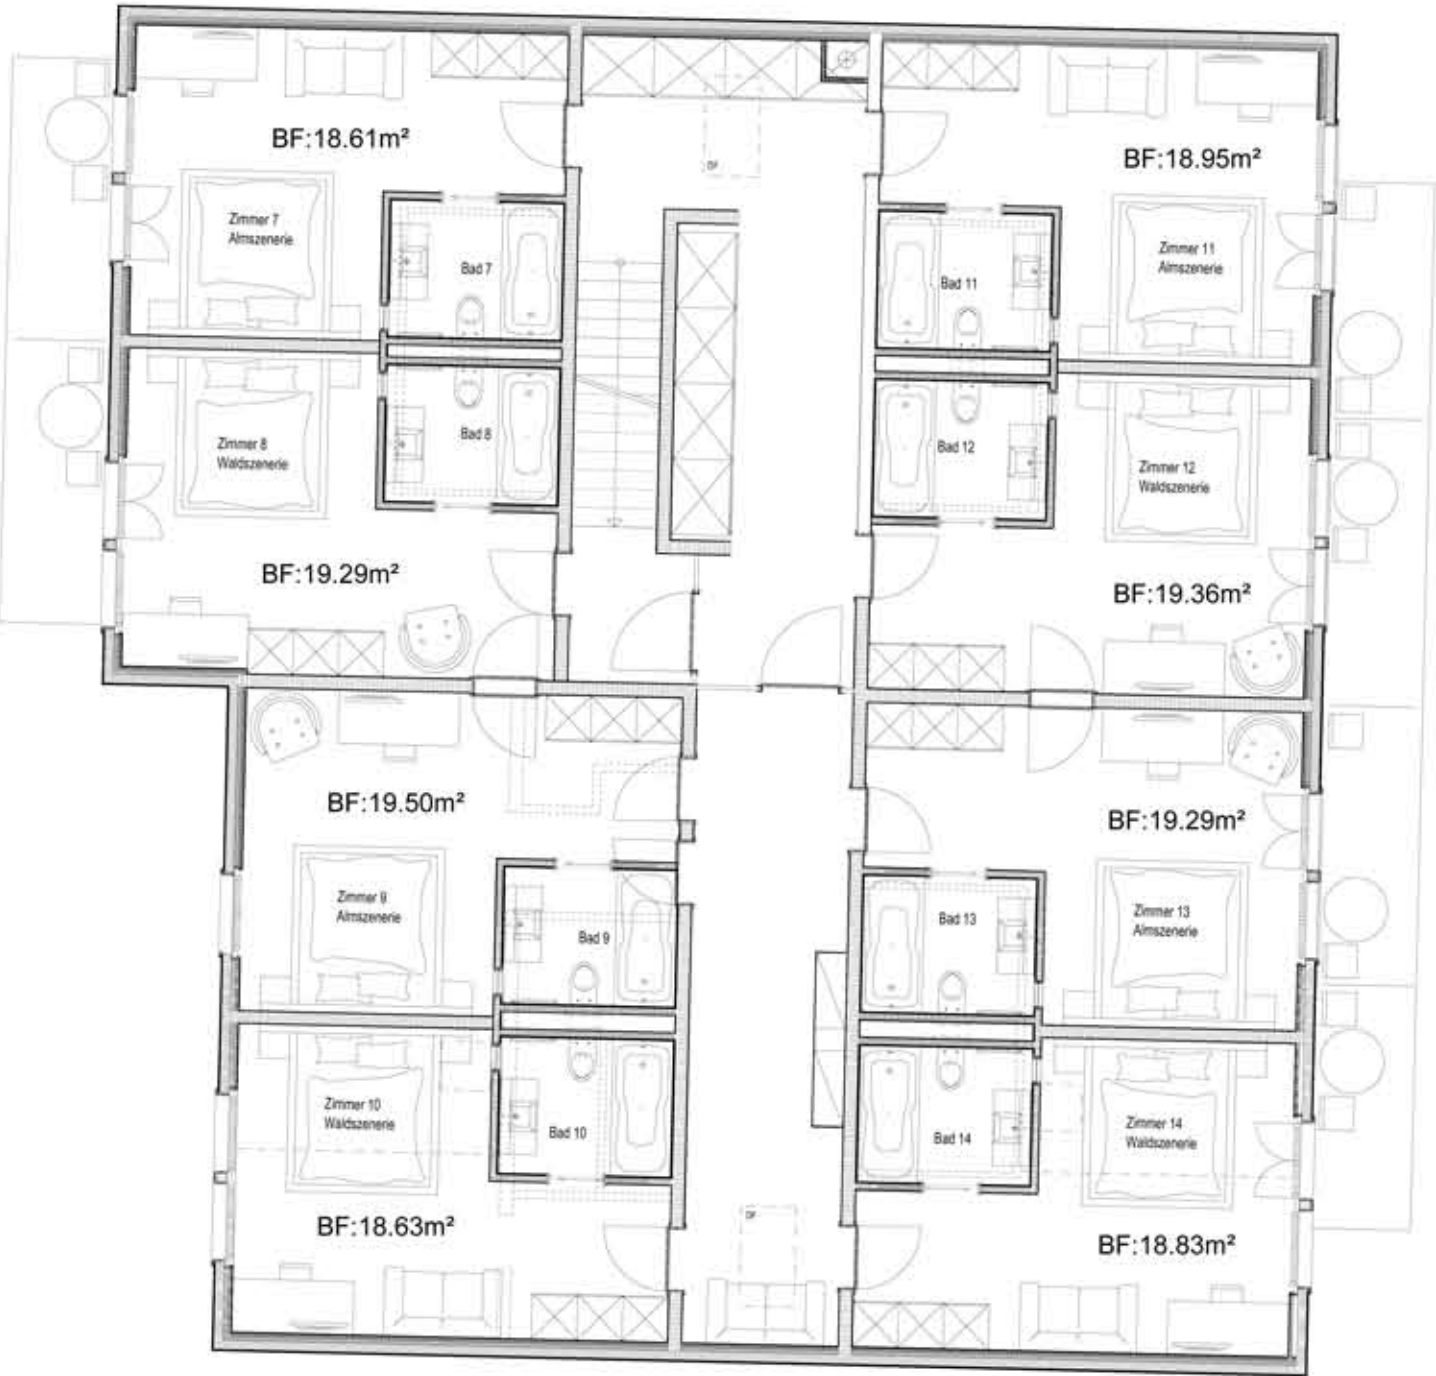 BF:18.61m²
Zimmer 7
Almszenerie
Bad 7
DF
BF:18.95m²
Zimmer 11
Almszenerie
Bad 11
Zimmer 8
Waldszenerie
Bad 8
BF:19.29m²
Bad 12
Zimmer 12
Waldszenerie
BF:19.36m²
BF:19.50m²
Zimmer 9
Almszenerie
Bad 9
BF:19.29m²
Bad 13
Zimmer 13
Almszenerie
Zimmer 10
Waldszenerie
Bad 10
BF:18.63m²
DF
Bad 14
Zimmer 14
Waldszenerie
BF:18.83m²